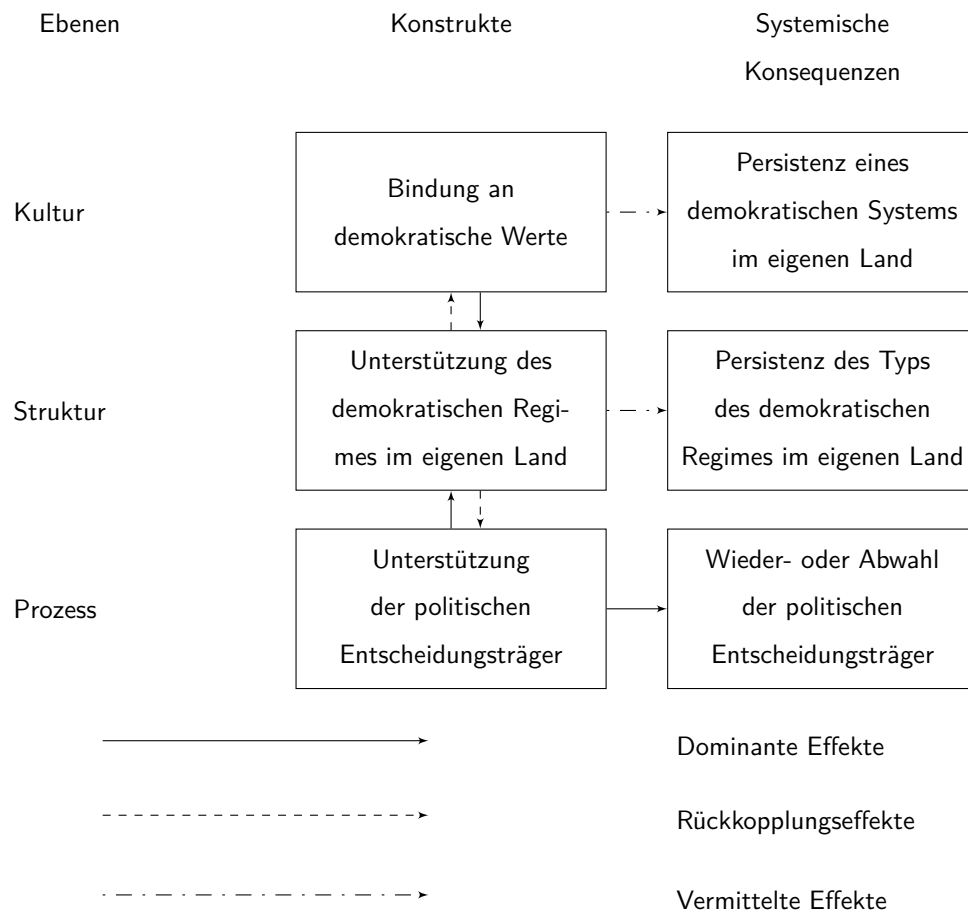 Ebenen
Konstrukte
Systemische
Konsequenzen
Kultur
Bindung an
demokratische Werte
Persistenz eines
demokratischen Systems
im eigenen Land
Struktur
Unterstützung des
demokratischen Regi-
mes im eigenen Land
Persistenz des Typs
des demokratischen
Regimes im eigenen Land
Prozess
Unterstützung
der politischen
Entscheidungsträger
Wieder- oder Abwahl
der politischen
Entscheidungsträger
Dominante Effekte
Rückkopplungseffekte
Vermittelte Effekte